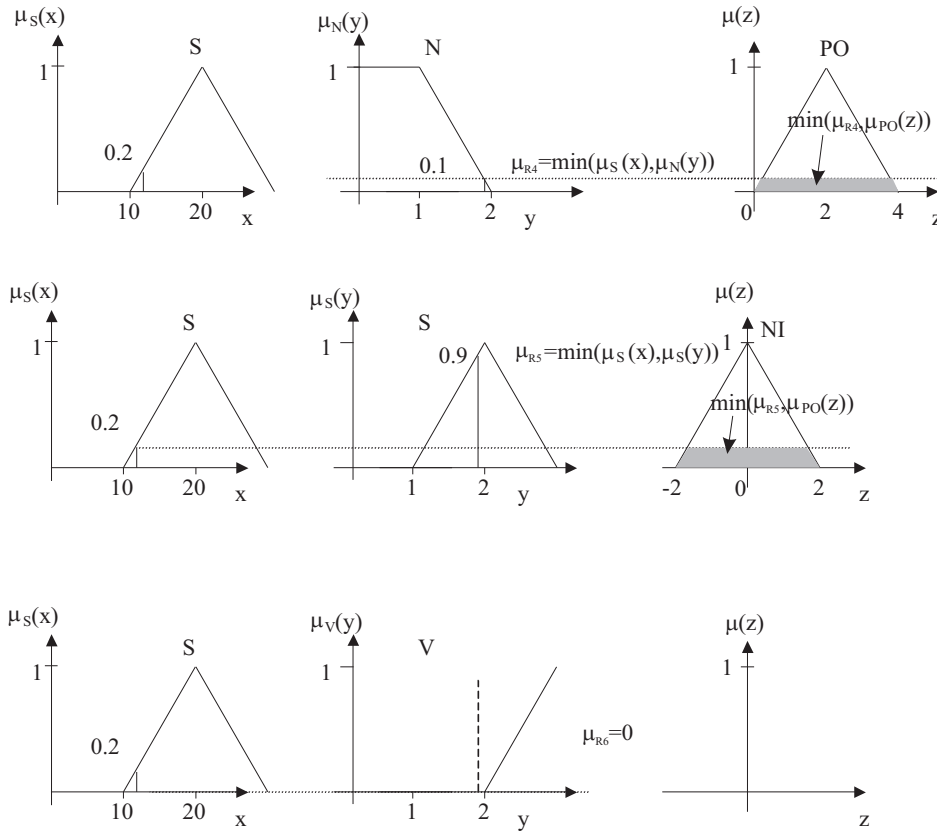 μS(x) μN(y) μ(z)
S N PO
1 1 1
min(μR4,μPO(z))
0.2 0.1 μR4=min(μS(x),μN(y))
10 20 x 1 2 y 0 2 4 z
μS(x) μS(y) μ(z)
S S NI
1 1 1
0.9 μR5=min(μS(x),μS(y))
min(μR5,μPO(z))
0.2
10 20 x 1 2 y -2 0 2 z
μS(x) μV(y) μ(z)
S V
1 1 1
0.2 μR6=0
10 20 x 1 2 y z